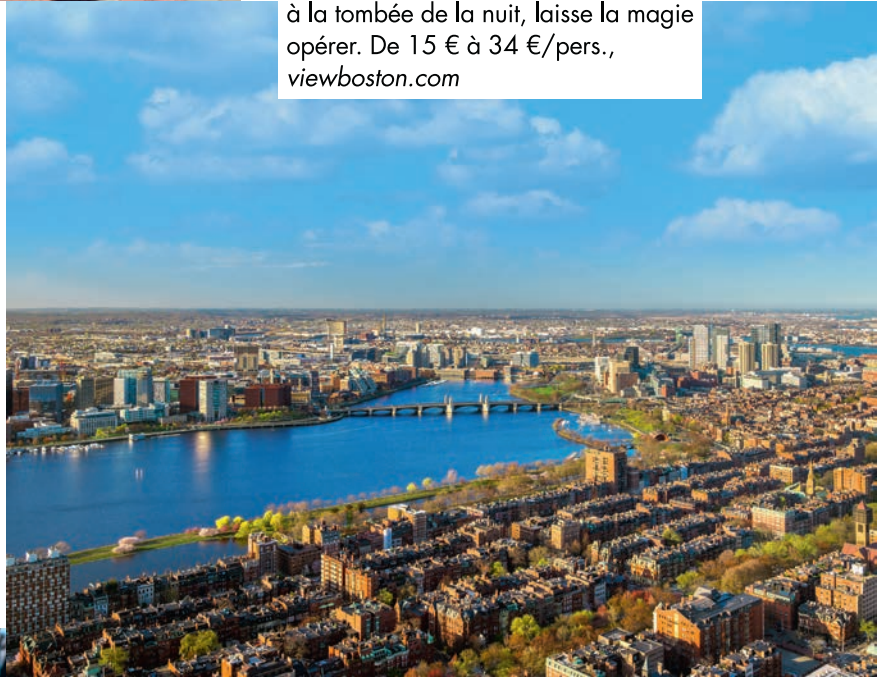 à la tombée de la nuit, laisse la magie
opérer. De 15 € à 34 €/pers.,
viewboston.com